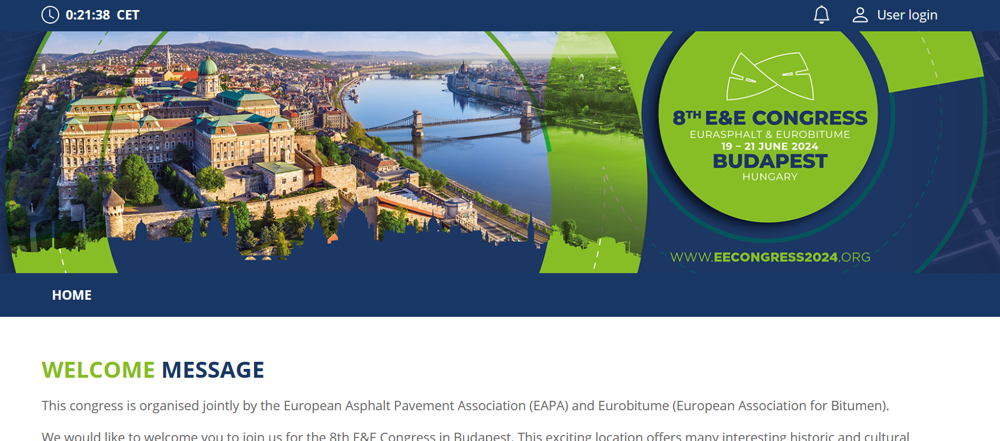 0:21:38 CET
User login
8TH E&E CONGRESS
EURASPHALT & EUROBITUME
19 – 21 JUNE 2024
BUDAPEST
HUNGARY
WWW.EECONGRESS2024.ORG
HOME
WELCOME MESSAGE
This congress is organised jointly by the European Asphalt Pavement Association (EAPA) and Eurobitume (European Association for Bitumen).
We would like to welcome you to join us for the 8th E&E Congress in Budapest. This exciting location offers many interesting historic and cultural